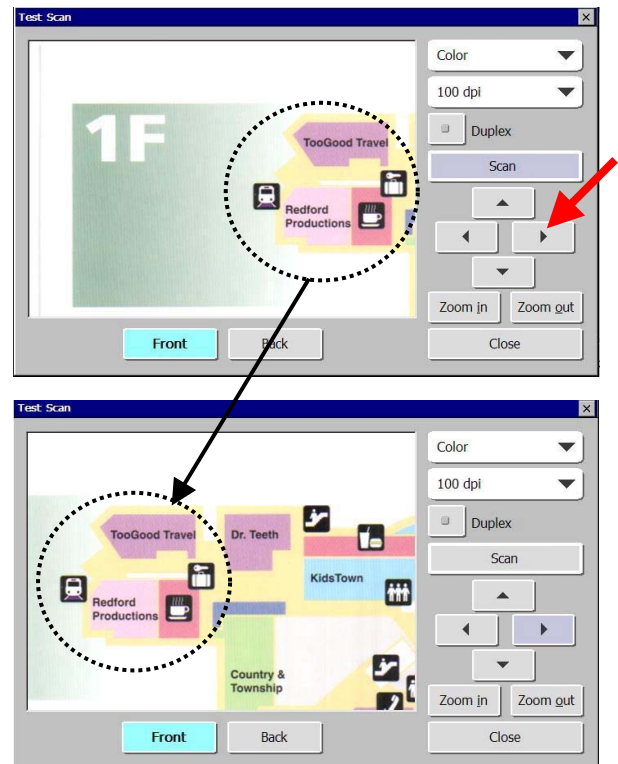 Test Scan
1F
TooGood Travel
Redford
Productions
Color
100 dpi
Duplex
Scan
Zoom in
Zoom out
Front
Back
Close
Test Scan
TooGood Travel
Dr. Teeth
KidsTown
Redford
Productions
Country &
Township
Color
100 dpi
Duplex
Scan
Zoom in
Zoom out
Front
Back
Close